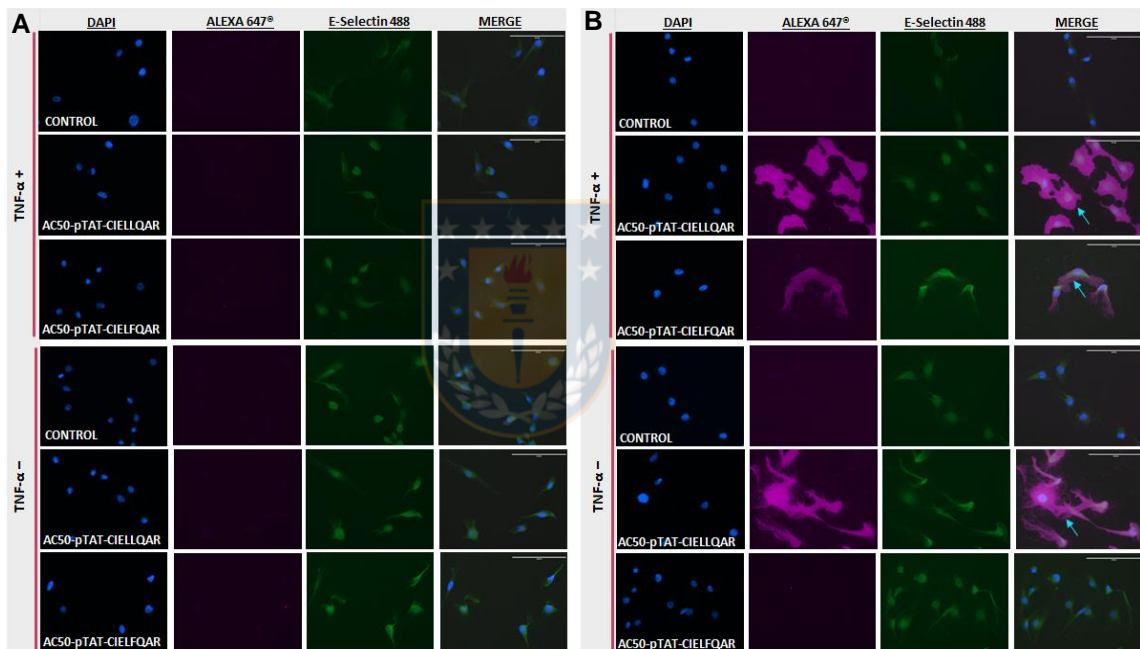 A
DAPI ALEXA 647® E-Selectin 488 MERGE
TNF-α +
CONTROL
AC50-pTAT-CIELLQAR
AC50-pTAT-CIELFQAR
TNF-α −
CONTROL
AC50-pTAT-CIELLQAR
AC50-pTAT-CIELFQAR
B
DAPI ALEXA 647® E-Selectin 488 MERGE
TNF-α +
CONTROL
AC50-pTAT-CIELLQAR
AC50-pTAT-CIELFQAR
TNF-α −
CONTROL
AC50-pTAT-CIELLQAR
AC50-pTAT-CIELFQAR